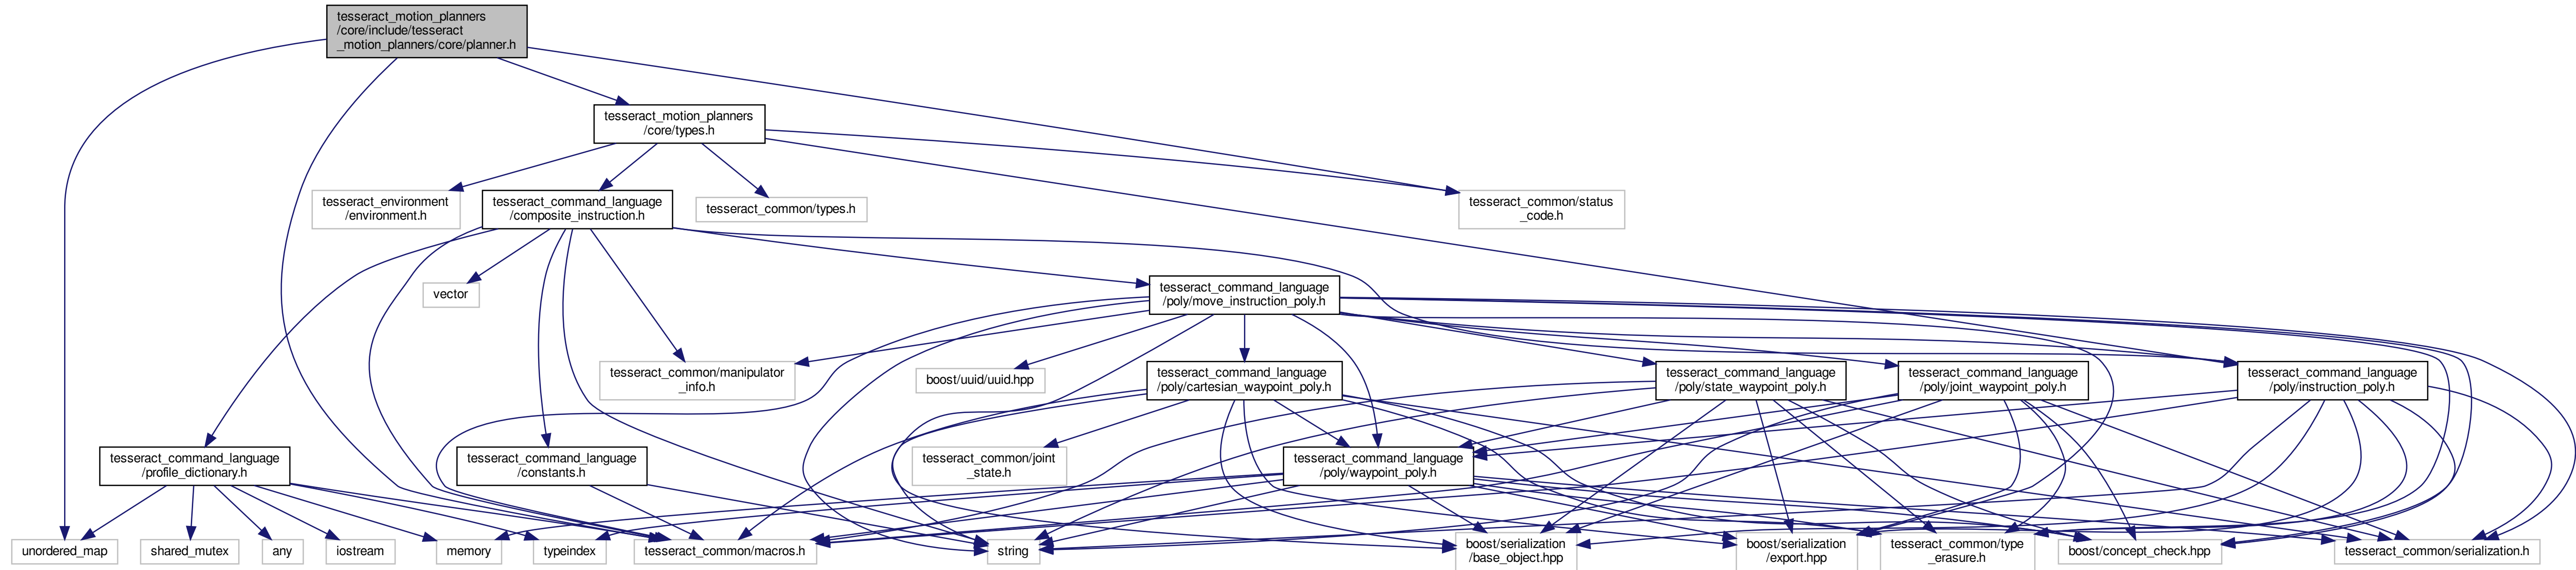 tesseract_motion_planners
/core/include/tesseract
_motion_planners/core/planner.h
tesseract_motion_planners
/core/types.h
tesseract_environment
/environment.h
tesseract_command_language
/composite_instruction.h
tesseract_common/types.h
tesseract_common/status
_code.h
vector
tesseract_command_language
/poly/move_instruction_poly.h
tesseract_common/manipulator
_info.h
boost/uuid/uuid.hpp
tesseract_command_language
/poly/cartesian_waypoint_poly.h
tesseract_command_language
/poly/state_waypoint_poly.h
tesseract_command_language
/poly/joint_waypoint_poly.h
tesseract_command_language
/poly/instruction_poly.h
tesseract_command_language
/profile_dictionary.h
tesseract_command_language
/constants.h
tesseract_common/joint
_state.h
tesseract_command_language
/poly/waypoint_poly.h
unordered_map
shared_mutex
any
iostream
memory
typeindex
tesseract_common/macros.h
string
boost/serialization
/base_object.hpp
boost/serialization
/export.hpp
tesseract_common/type
_erasure.h
boost/concept_check.hpp
tesseract_common/serialization.h